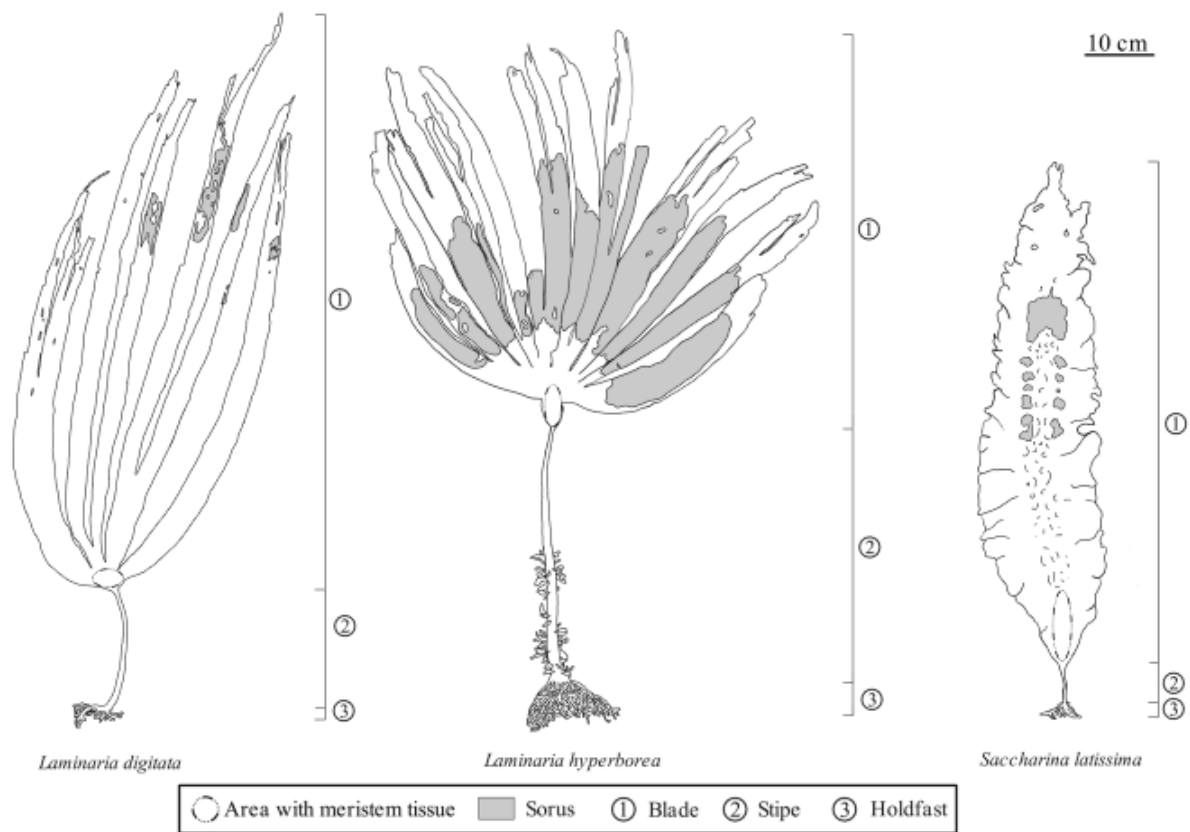 10 cm
①
②
③
①
②
③
①
②
③
Laminaria digitata
Laminaria hyperborea
Saccharina latissima
Area with meristem tissue Sorus ① Blade ② Stipe ③ Holdfast